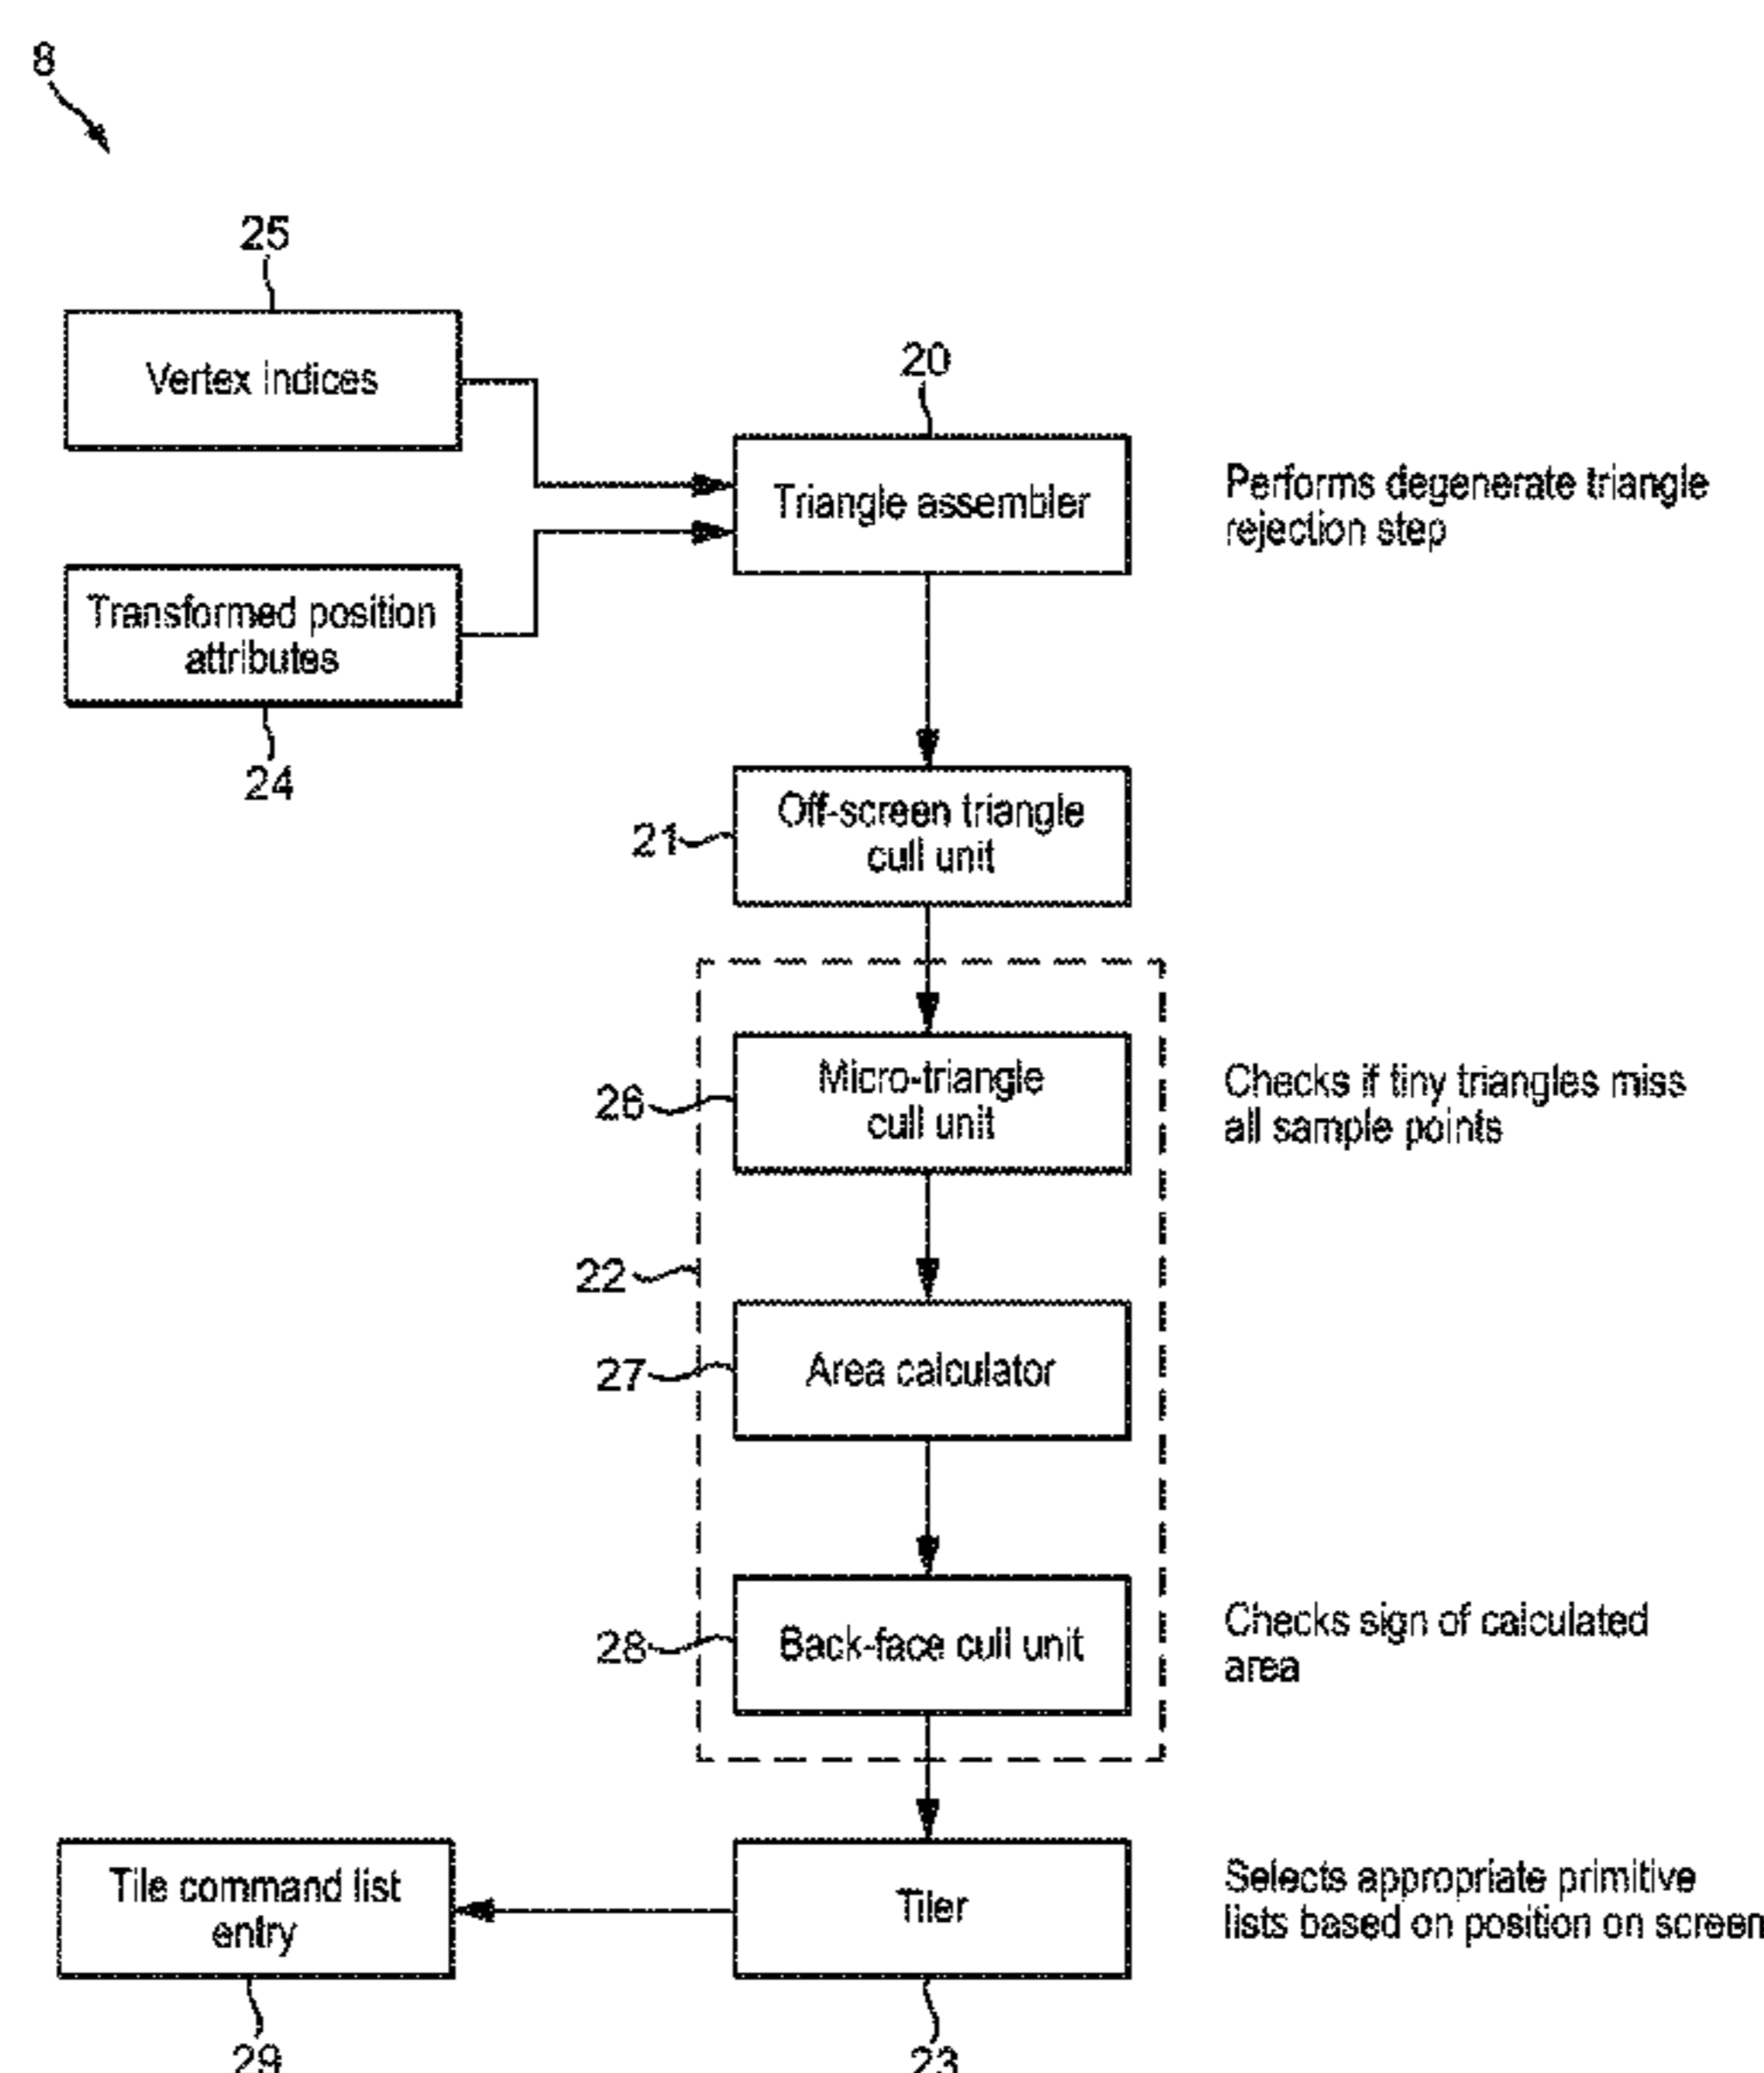 8
25
Vertex indices
20
Triangle assembler
Performs degenerate triangle
rejection step
Transformed position
attributes
24
21
Off-screen triangle
cull unit
26
Micro-triangle
cull unit
Checks if tiny triangles miss
all sample points
22
27
Area calculator
28
Back-face cull unit
Checks sign of calculated
area
Tile command list
entry
Tiler
Selects appropriate primitive
lists based on position on screen
29
23